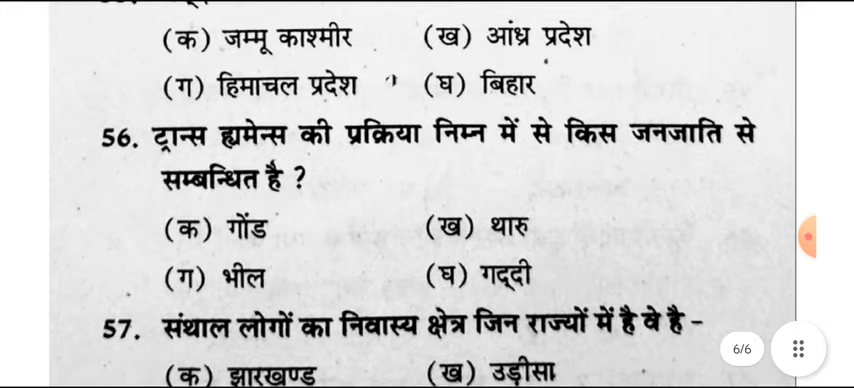 (क) जम्मू काश्मीर (ख) आंध्र प्रदेश
(ग) हिमाचल प्रदेश (घ) बिहार
56. ट्रान्स ह्यमेन्स की प्रक्रिया निम्न में से किस जनजाति से
सम्बन्धित है ?
(क) गोंड (ख) थारु
(ग) भील (घ) गद्दी
57. संथाल लोगों का निवास्य क्षेत्र जिन राज्यों में है वे है -
6/6
(क) झारखण्ड (ख) उड़ीसा